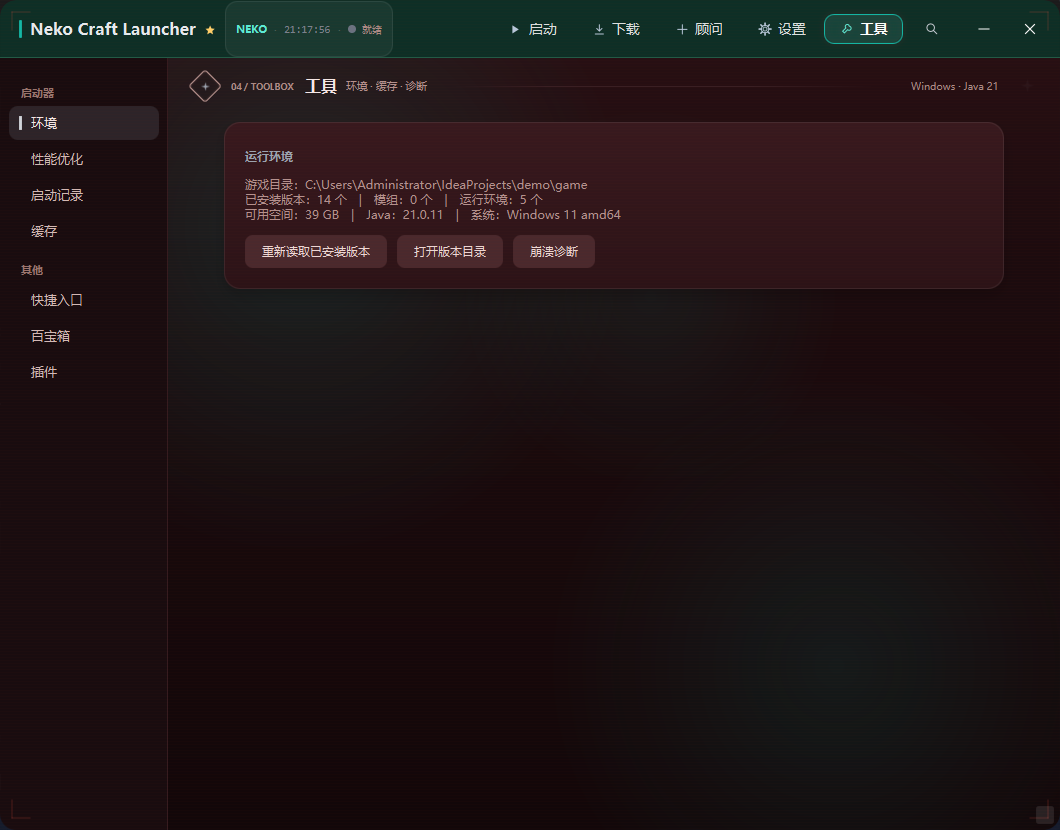 Neko Craft Launcher ★ NEKO · 21:17:56 · 就绪 启动 下载 顾问 设置 工具
启动器
环境
性能优化
启动记录
缓存
其他
快捷入口
百宝箱
插件
04 / TOOLBOX 工具 环境 · 缓存 · 诊断 Windows · Java 21
运行环境
游戏目录：C:\Users\Administrator\IdeaProjects\demo\game
已安装版本：14 个 | 模组：0 个 | 运行环境：5 个
可用空间：39 GB | Java：21.0.11 | 系统：Windows 11 amd64
重新读取已安装版本 打开版本目录 崩溃诊断